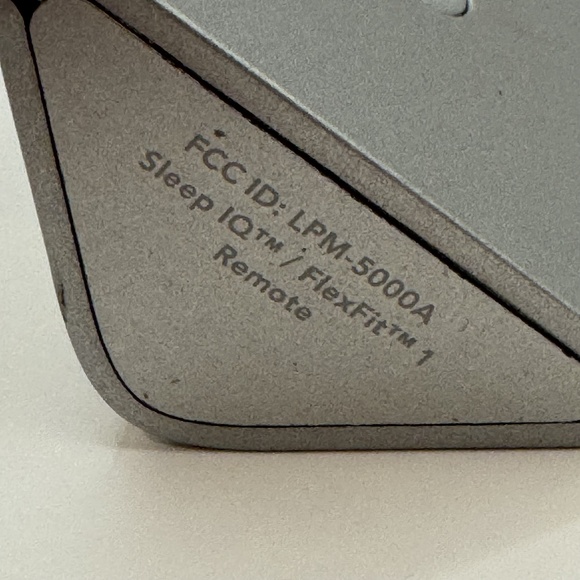 FCC ID: LPM-5000A
Sleep IQ™ / FlexFit™ 1
Remote